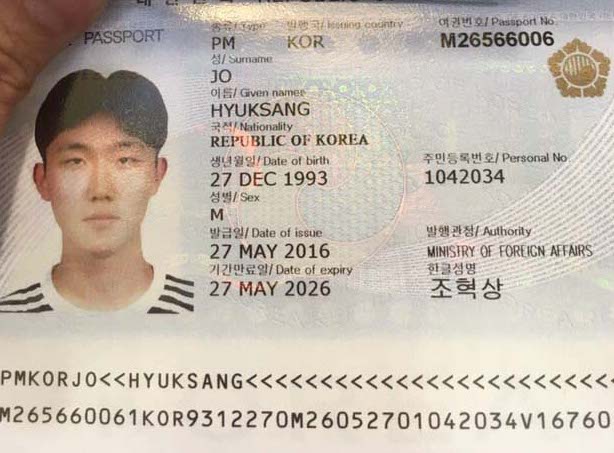 PASSPORT
종류/ Type 발행국/ Issuing country 여권번호/ Passport No.
PM KOR M26566006
성/ Surname
JO
이름/ Given names
HYUKSANG
국적/ Nationality
REPUBLIC OF KOREA
생년월일/ Date of birth 주민등록번호/ Personal No.
27 DEC 1993 1042034
성별/ Sex
M
발급일/ Date of issue 발행관청/ Authority
27 MAY 2016 MINISTRY OF FOREIGN AFFAIRS
기간만료일/ Date of expiry 한글성명
27 MAY 2026 조혁상
PMKORJO<<HYUKSANG<<<<<<<<<<<<<<<<<<<<<<<<<<
M265660061KOR9312270M26052701042034V16760